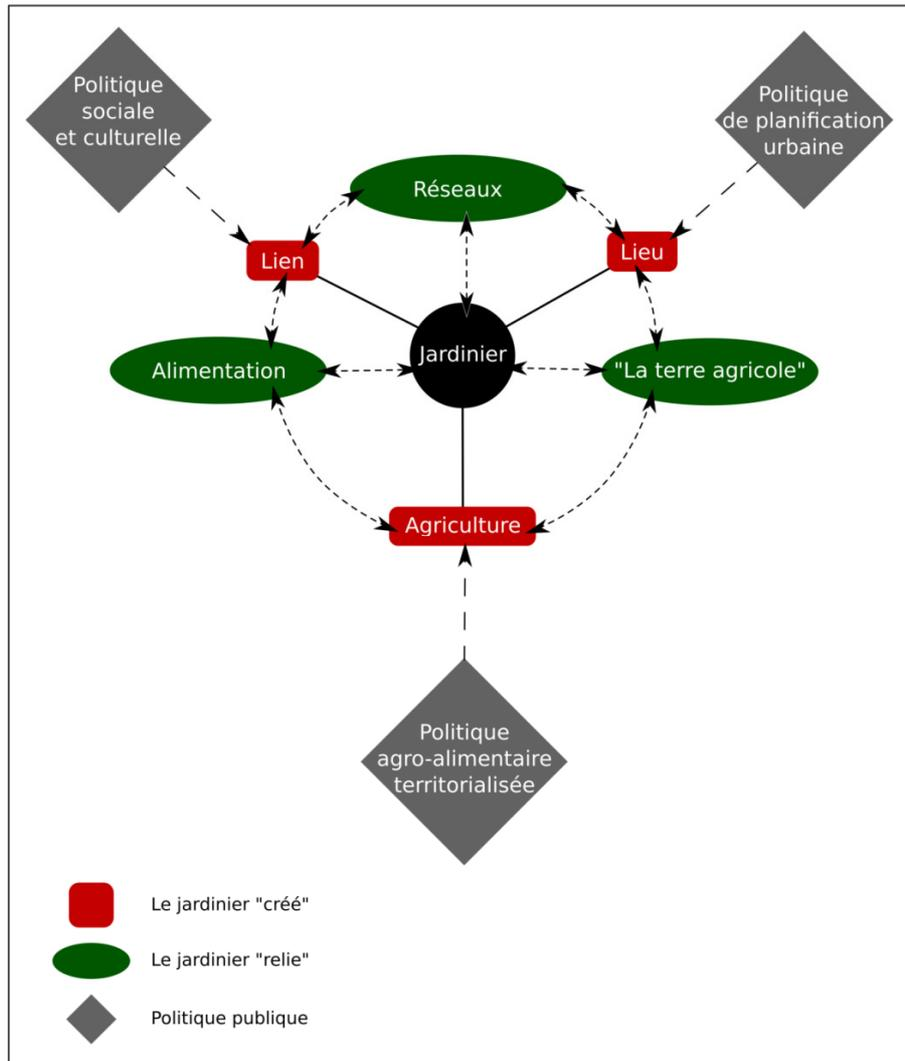 Politique
sociale
et culturelle
Politique
de planification
urbaine
Réseaux
Lien
Lieu
Jardinier
Alimentation
"La terre agricole"
Agriculture
Politique
agro-alimentaire
territorialisée
Le jardinier "créé"
Le jardinier "relie"
Politique publique